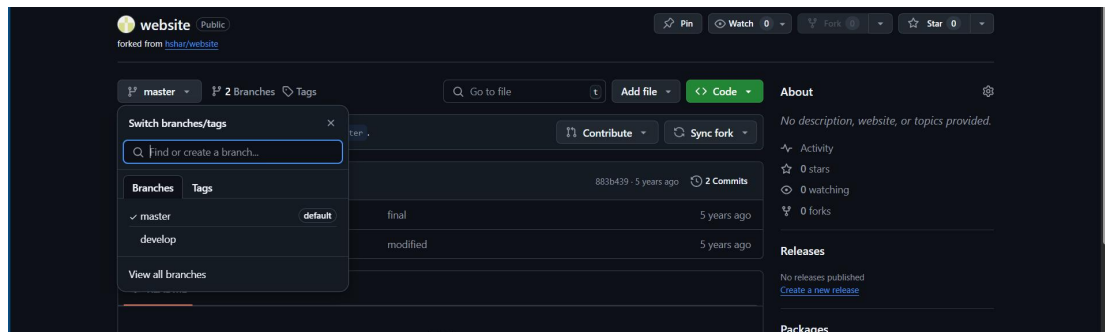 website Public
Pin
Watch 0
Fork 0
Star 0
forked from hshar/website
master
2 Branches
Tags
Go to file
t
Add file
Code
About
No description, website, or topics provided.
Switch branches/tags
ter .
Contribute
Sync fork
Find or create a branch...
Activity
0 stars
0 watching
0 forks
Branches
Tags
883b439 · 5 years ago
2 Commits
master
default
final
5 years ago
develop
modified
5 years ago
View all branches
Releases
No releases published
Create a new release
Packages